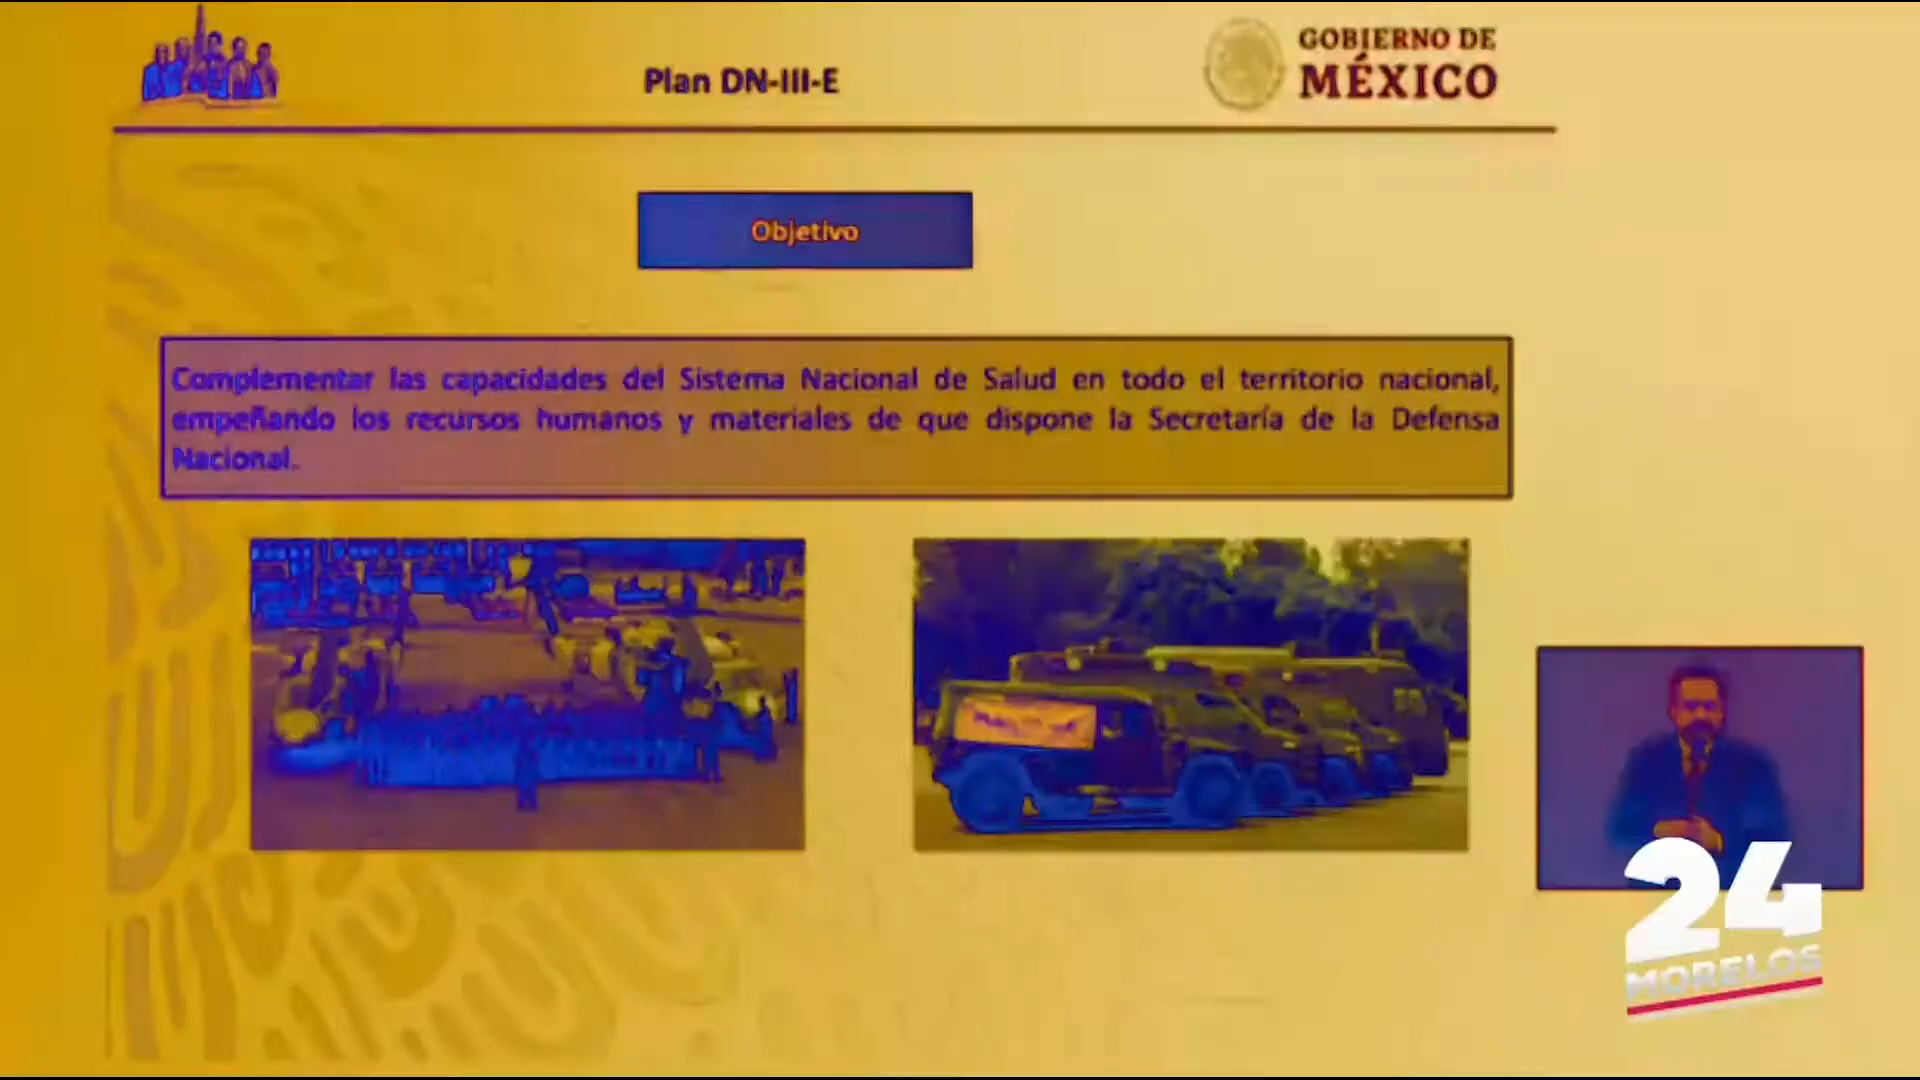 Plan DN-III-E
GOBIERNO DE
MÉXICO
Objetivo
Complementar las capacidades del Sistema Nacional de Salud en todo el territorio nacional,
empeñando los recursos humanos y materiales de que dispone la Secretaría de la Defensa
Nacional.
24
MORELOS